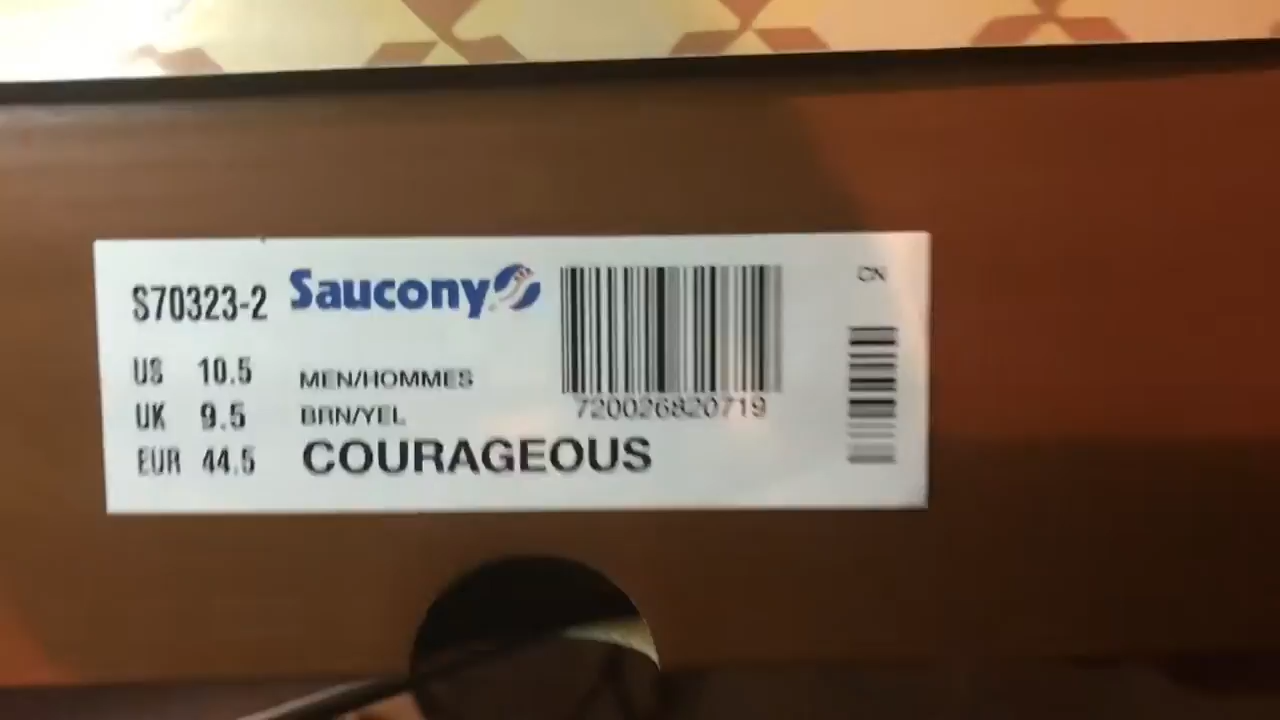 S70323-2 Saucony
CN
US 10.5 MEN/HOMMES
UK 9.5 BRN/YEL
720026820719
EUR 44.5 COURAGEOUS